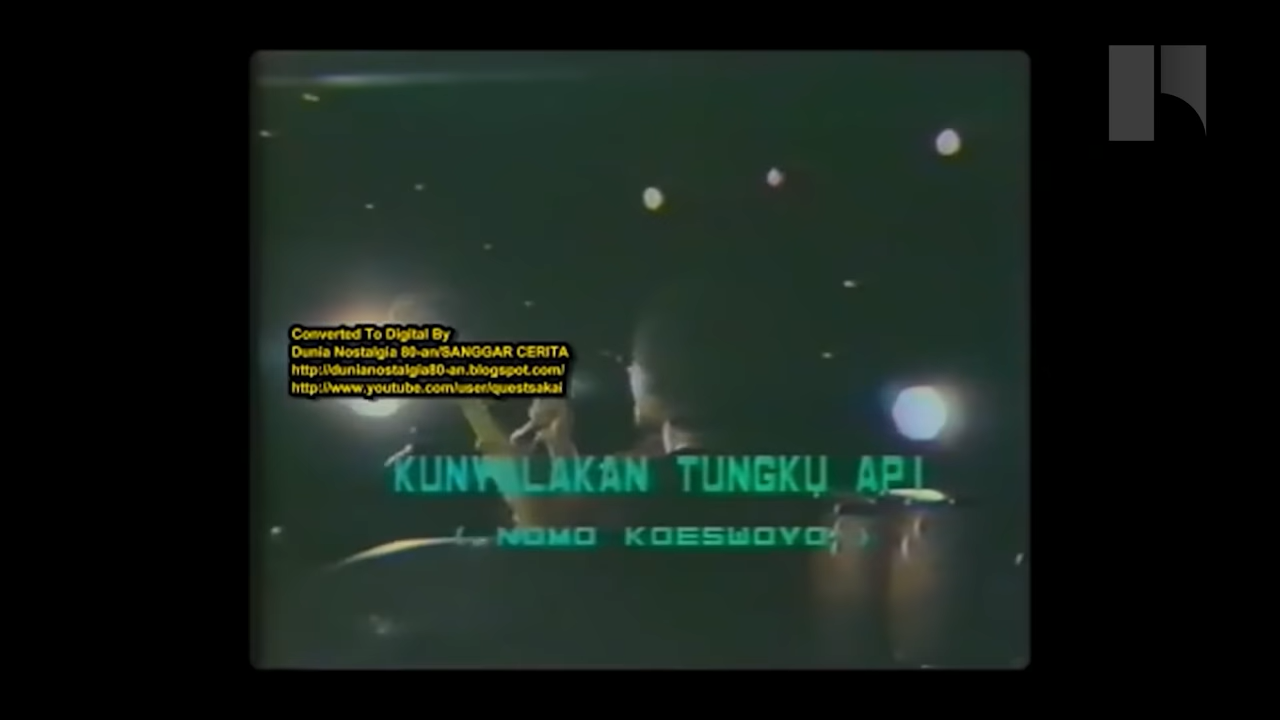 Converted To Digital By
Dunia Nostalgia 80-an/SANGGAR CERITA
http://dunianostalgia80-an.blogspot.com/
http://www.youtube.com/user/questsakai
KUNYALAKAN TUNGKU API
( NOMO KOESWOYO )